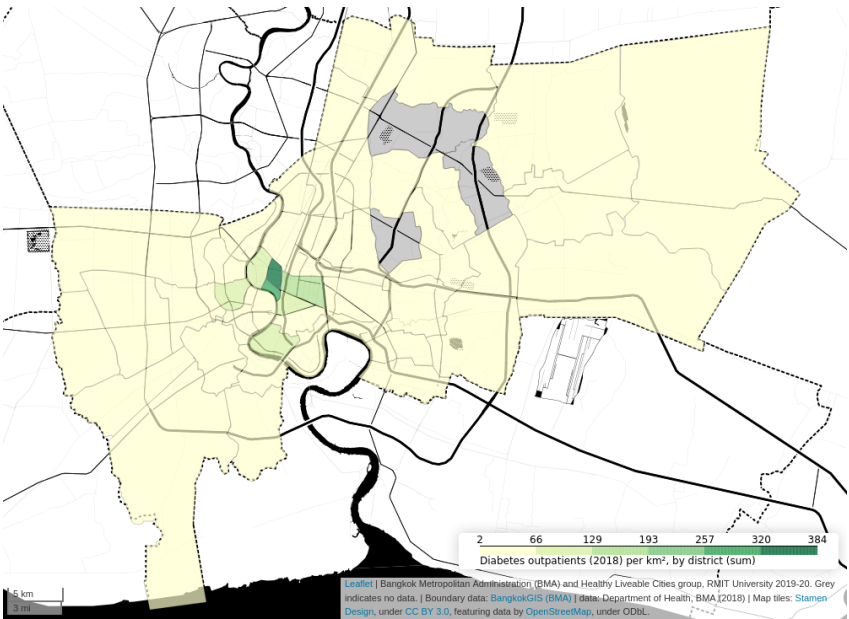 2 66 129 193 257 320 384
Diabetes outpatients (2018) per km², by district (sum)
5 km
3 mi
Leaflet | Bangkok Metropolitan Administration (BMA) and Healthy Liveable Cities group, RMIT University 2019-20. Grey
indicates no data. | Boundary data: BangkokGIS (BMA) | data: Department of Health, BMA (2018) | Map tiles: Stamen
Design, under CC BY 3.0, featuring data by OpenStreetMap, under ODbL.